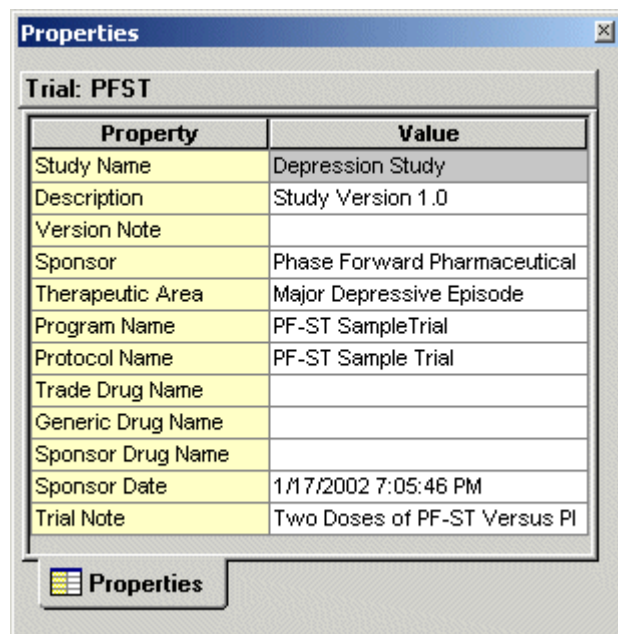 Properties
Trial: PFST
Property Value
Study Name Depression Study
Description Study Version 1.0
Version Note
Sponsor Phase Forward Pharmaceutical
Therapeutic Area Major Depressive Episode
Program Name PF-ST SampleTrial
Protocol Name PF-ST Sample Trial
Trade Drug Name
Generic Drug Name
Sponsor Drug Name
Sponsor Date 1/17/2002 7:05:46 PM
Trial Note Two Doses of PF-ST Versus Pl
Properties